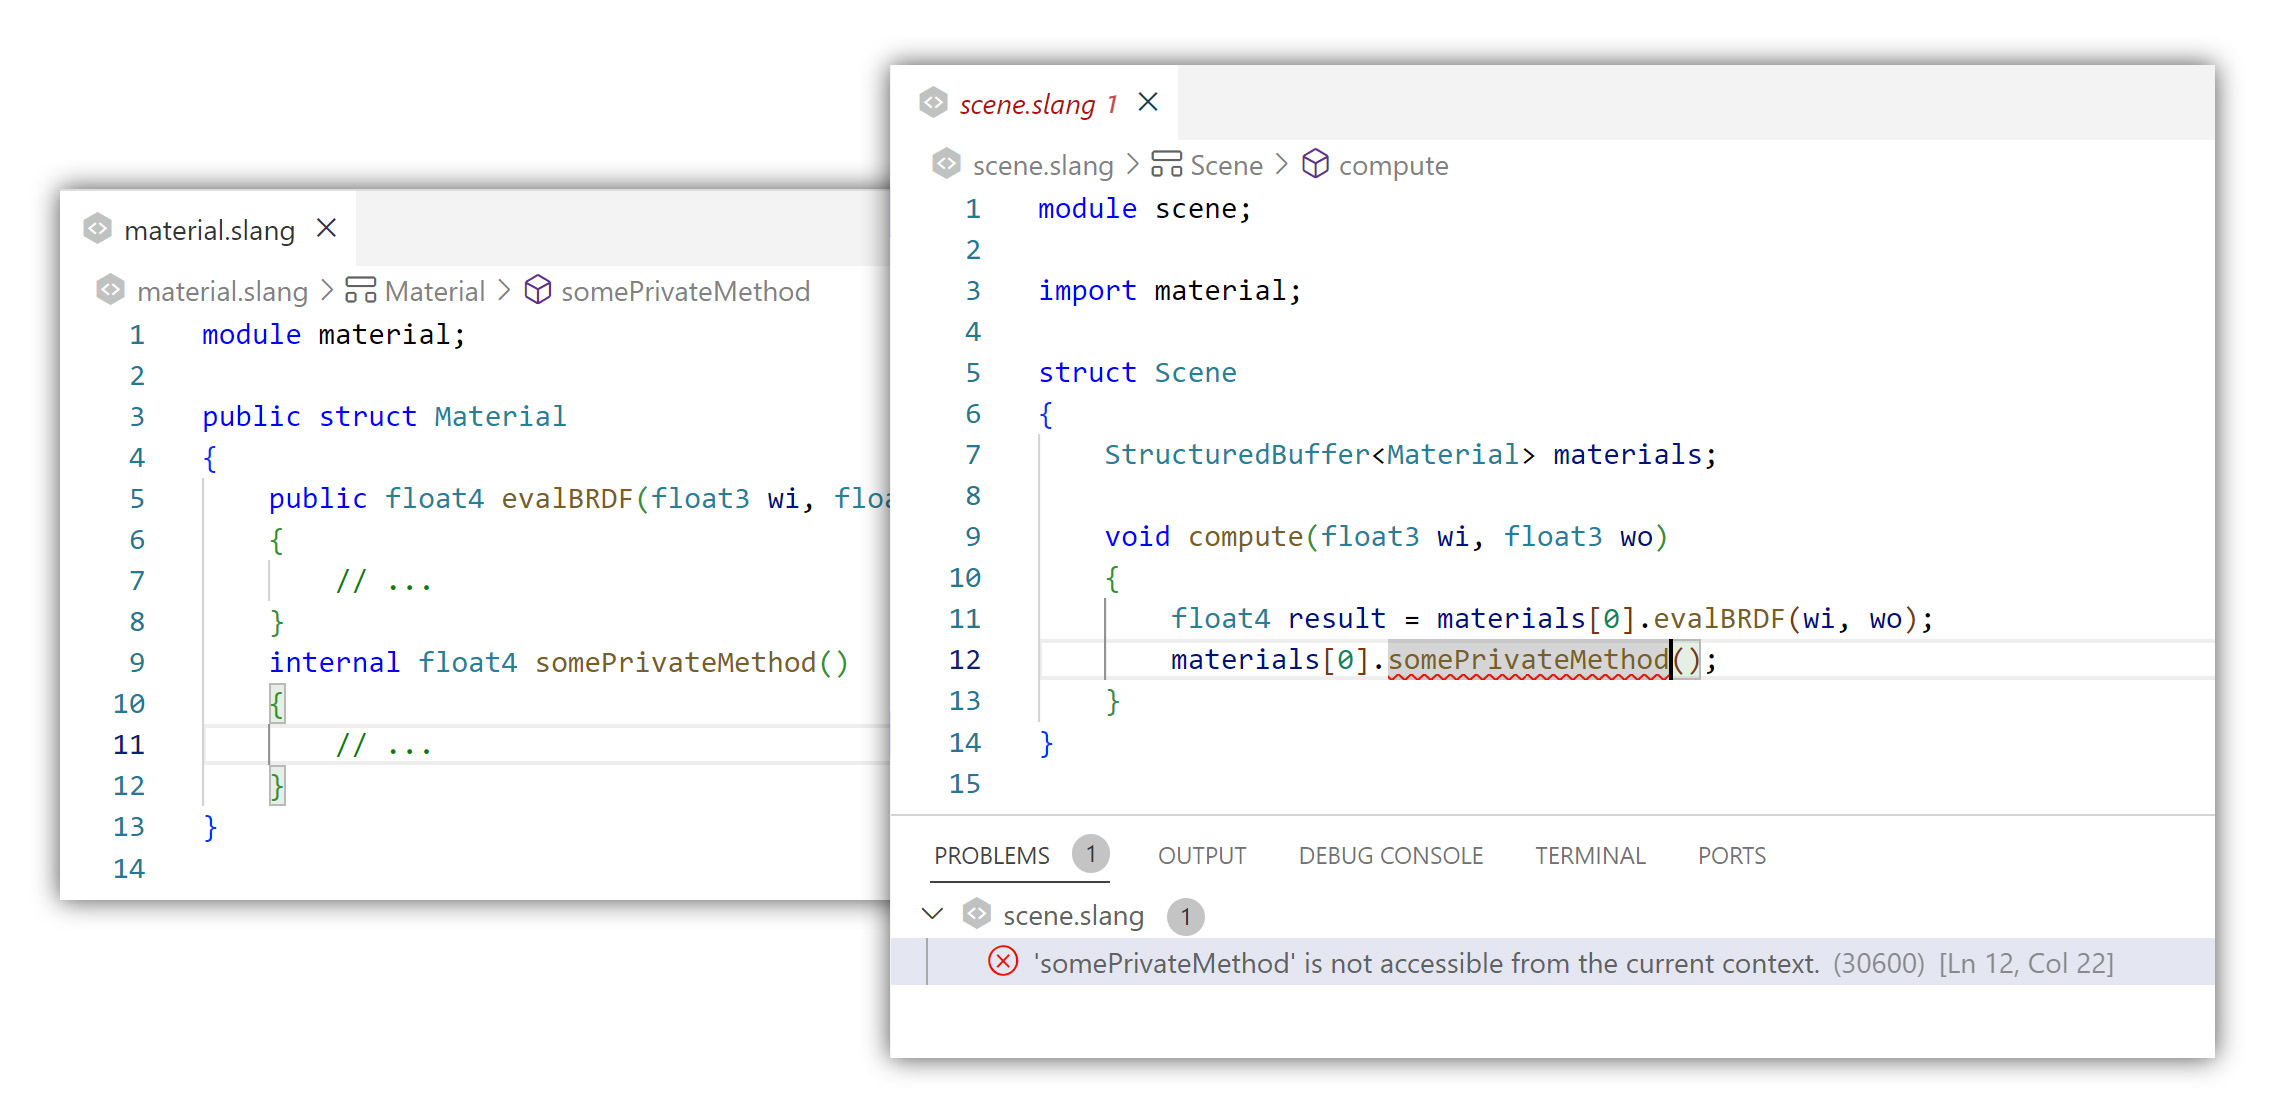 material.slang
material.slang > Material > somePrivateMethod
1 module material;
2
3 public struct Material
4 {
5 public float4 evalBRDF(float3 wi,
6 {
7 // ...
8 }
9 internal float4 somePrivateMethod()
10 {
11 // ...
12 }
13 }
14
scene.slang 1
scene.slang > Scene > compute
1 module scene;
2
3 import material;
4
5 struct Scene
6 {
7 StructuredBuffer<Material> materials;
8
9 void compute(float3 wi, float3 wo)
10 {
11 float4 result = materials[0].evalBRDF(wi, wo);
12 materials[0].somePrivateMethod();
13 }
14 }
15
PROBLEMS 1 OUTPUT DEBUG CONSOLE TERMINAL PORTS
scene.slang 1
'somePrivateMethod' is not accessible from the current context. (30600) [Ln 12, Col 22]